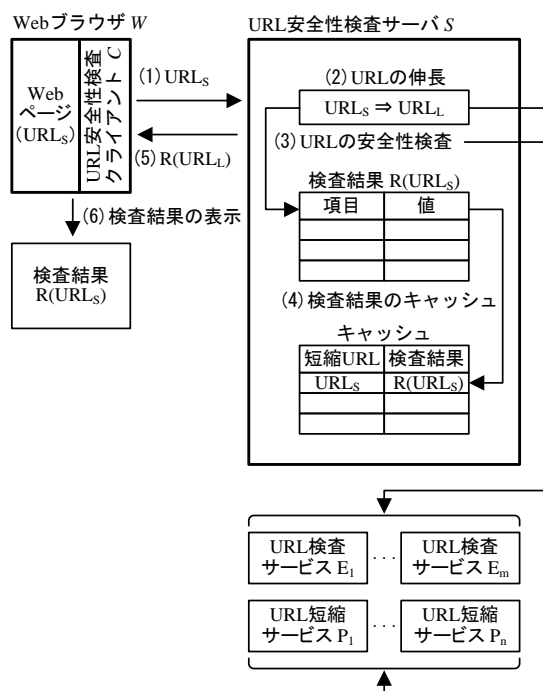 Webブラウザ W
URL安全性検査サーバ S
Web
ページ
(URLS)
URL安全性検査
クライアント C
(1) URLS
(5) R(URLL)
(6) 検査結果の表示
検査結果
R(URLS)
(2) URLの伸長
URLS ⇒ URLL
(3) URLの安全性検査
検査結果 R(URLS)
項目 値
(4) 検査結果のキャッシュ
キャッシュ
短縮URL 検査結果
URLS R(URLS)
URL検査
サービス E1
· · ·
URL検査
サービス Em
URL短縮
サービス P1
· · ·
URL短縮
サービス Pn